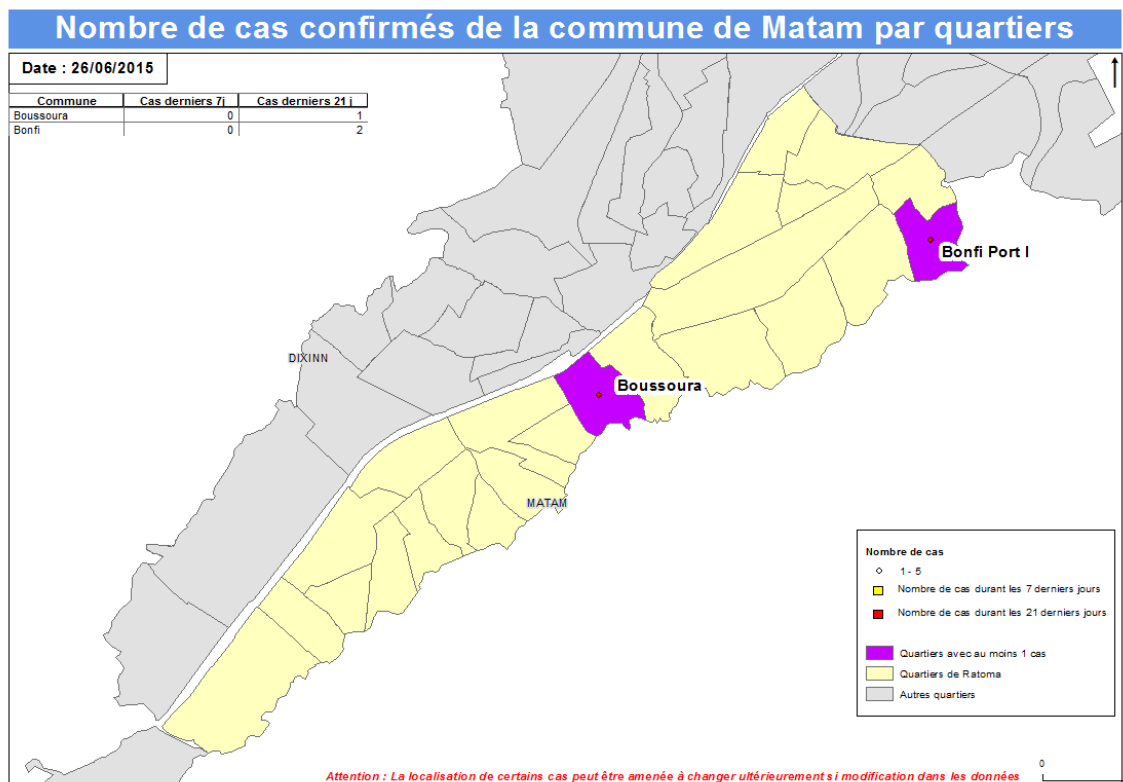 Nombre de cas confirmés de la commune de Matam par quartiers
Date : 26/06/2015
Commune Cas derniers 7j Cas derniers 21 j
Boussoura 0 1
Bonfi 0 2
Bonfi Port I
DIXINN
Boussoura
MATAM
Nombre de cas
1 - 5
Nombre de cas durant les 7 derniers jours
Nombre de cas durant les 21 derniers jours
Quartiers avec au moins 1 cas
Quartiers de Ratoma
Autres quartiers
0
Attention : La localisation de certains cas peut être amenée à changer ultérieurement si modification dans les données